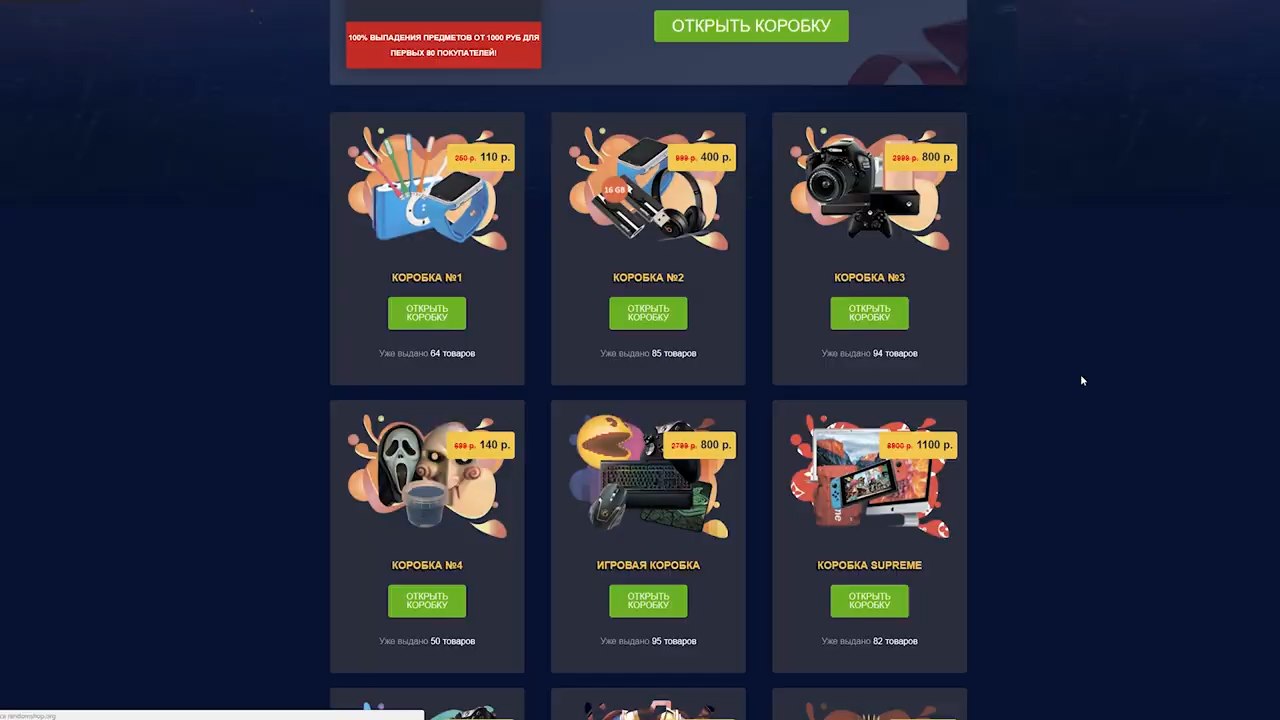 100% ВЫПАДЕНИЯ ПРЕДМЕТОВ ОТ 1000 РУБ ДЛЯ
ПЕРВЫХ 80 ПОКУПАТЕЛЕЙ!
ОТКРЫТЬ КОРОБКУ
250 р. 110 р.
999 р. 400 р.
2999 р. 800 р.
16 GB
КОРОБКА №1
КОРОБКА №2
КОРОБКА №3
ОТКРЫТЬ
КОРОБКУ
ОТКРЫТЬ
КОРОБКУ
ОТКРЫТЬ
КОРОБКУ
Уже выдано 64 товаров
Уже выдано 85 товаров
Уже выдано 94 товаров
699 р. 140 р.
2799 р. 800 р.
8900 р. 1100 р.
КОРОБКА №4
ИГРОВАЯ КОРОБКА
КОРОБКА SUPREME
ОТКРЫТЬ
КОРОБКУ
ОТКРЫТЬ
КОРОБКУ
ОТКРЫТЬ
КОРОБКУ
Уже выдано 50 товаров
Уже выдано 95 товаров
Уже выдано 82 товаров